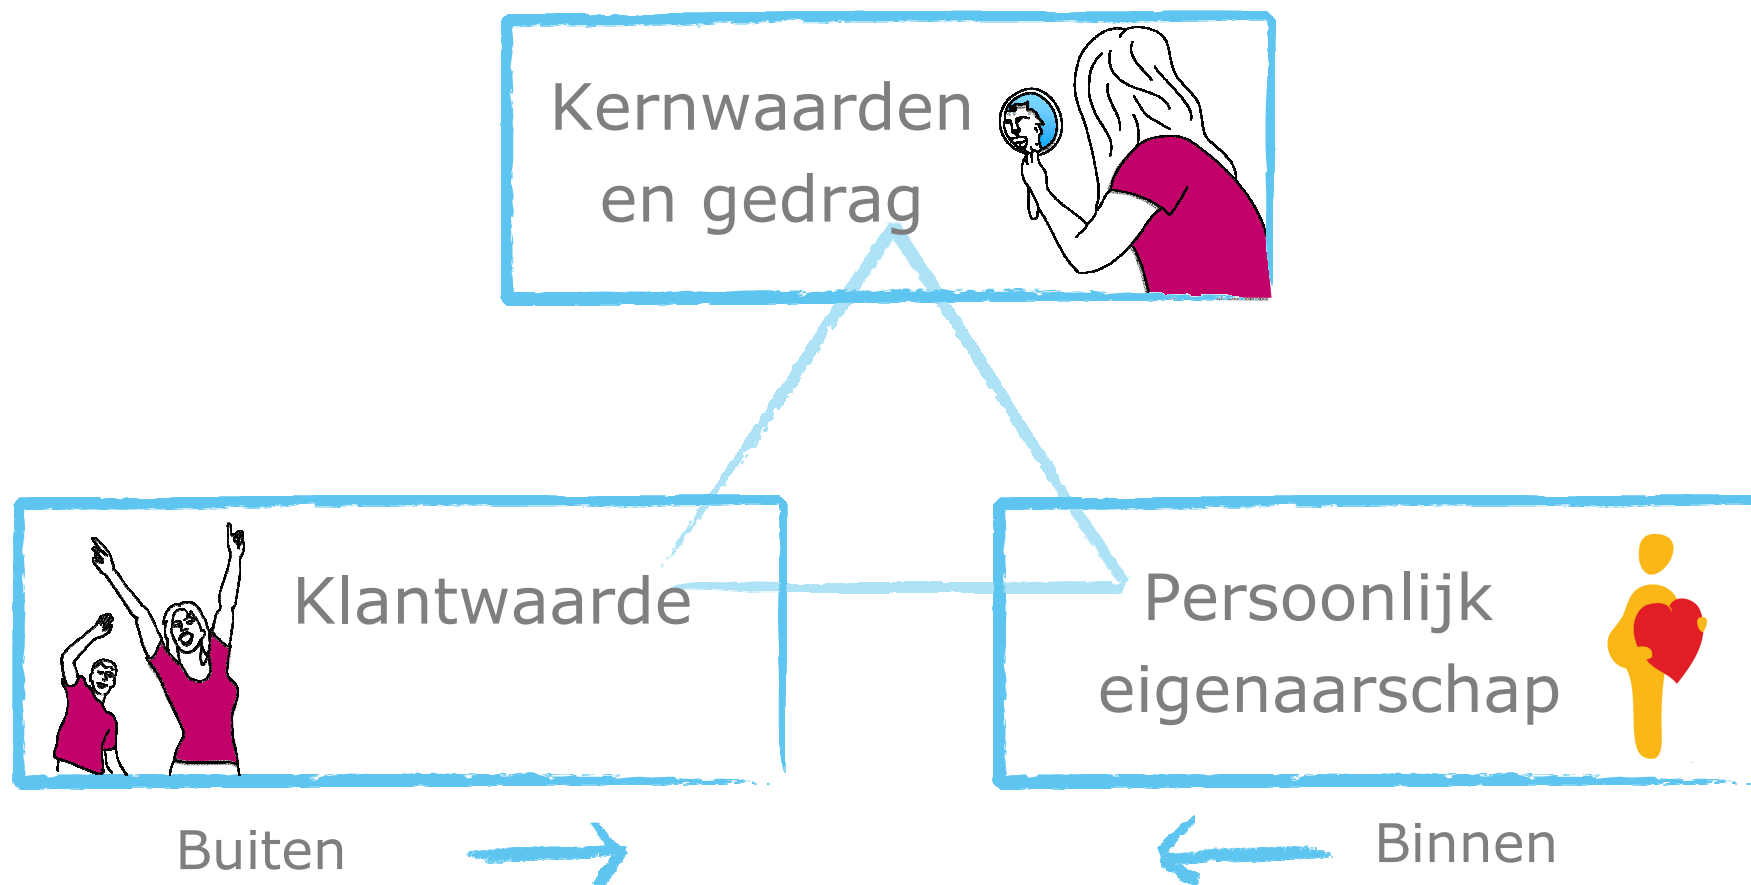 Kernwaarden
en gedrag
Klantwaarde
Persoonlijk
eigenaarschap
Buiten
Binnen